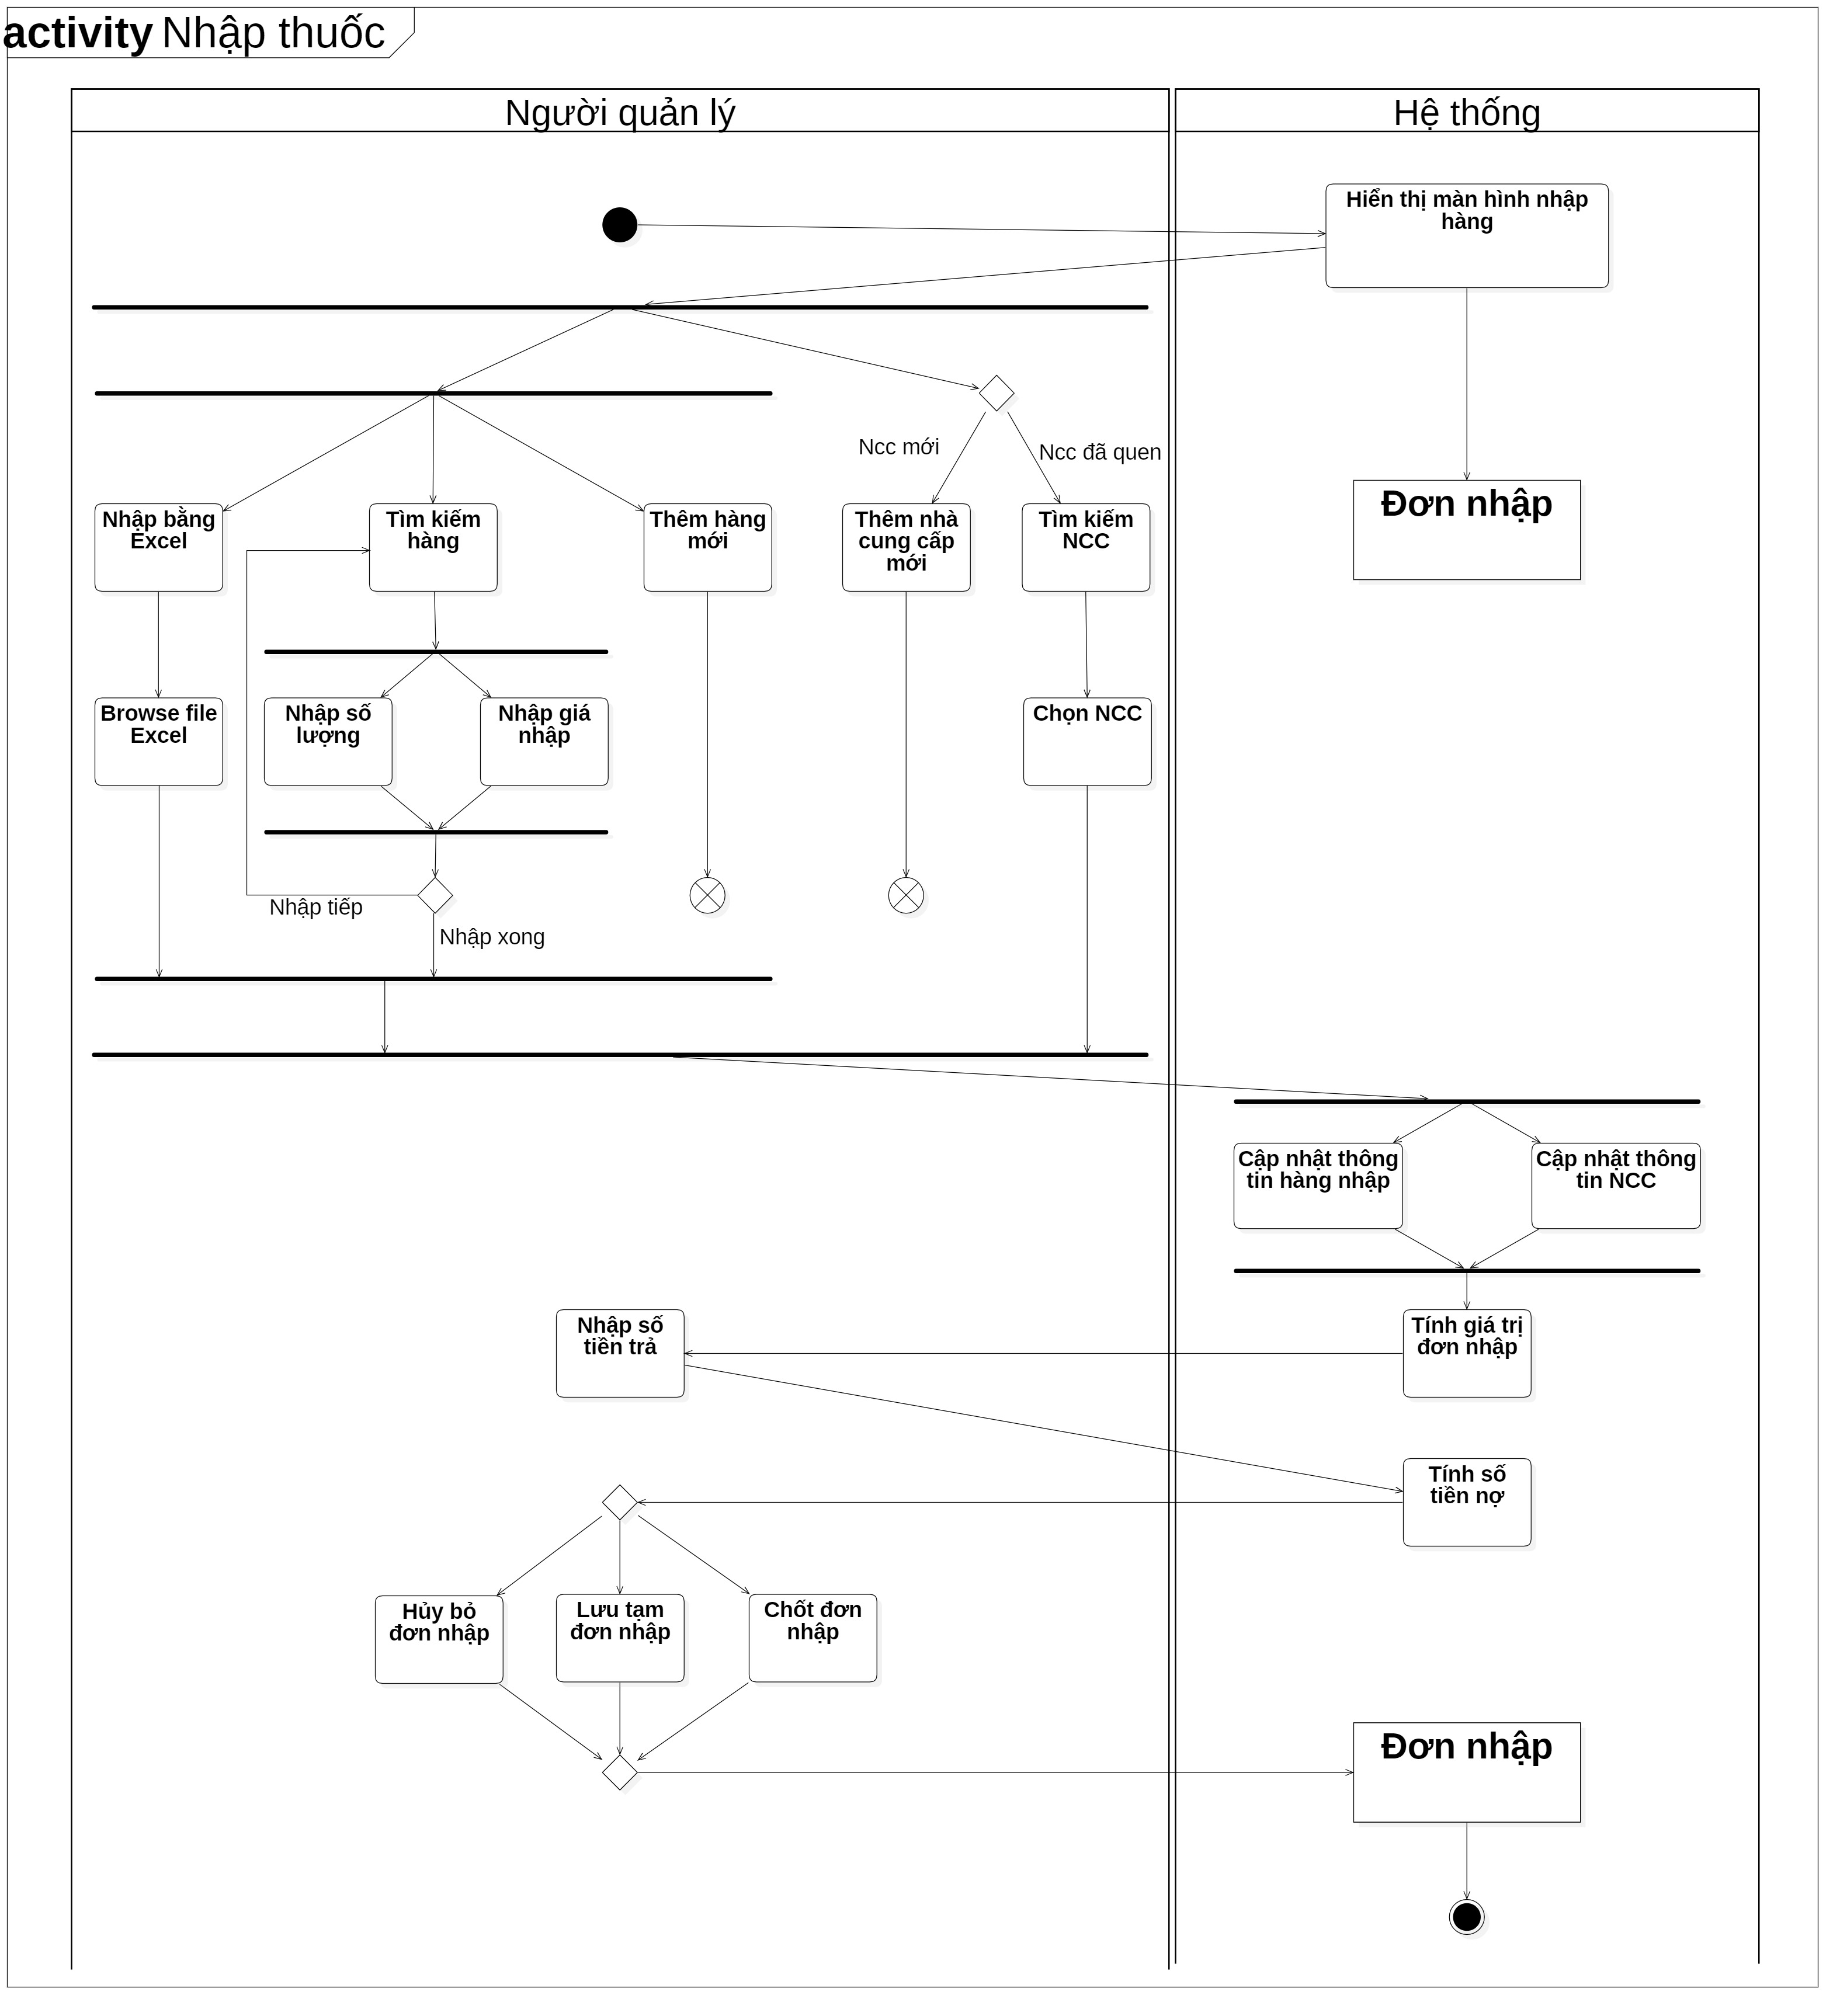 activity Nhập thuốc
Người quản lý
Hệ thống
Hiển thị màn hình nhập
hàng
Ncc mới
Ncc đã quen
Nhập bằng
Excel
Tìm kiếm
hàng
Thêm hàng
mới
Thêm nhà
cung cấp
mới
Tìm kiếm
NCC
Đơn nhập
Browse file
Excel
Nhập số
lượng
Nhập giá
nhập
Chọn NCC
Nhập tiếp
Nhập xong
Cập nhật thông
tin hàng nhập
Cập nhật thông
tin NCC
Nhập số
tiền trả
Tính giá trị
đơn nhập
Tính số
tiền nợ
Hủy bỏ
đơn nhập
Lưu tạm
đơn nhập
Chốt đơn
nhập
Đơn nhập